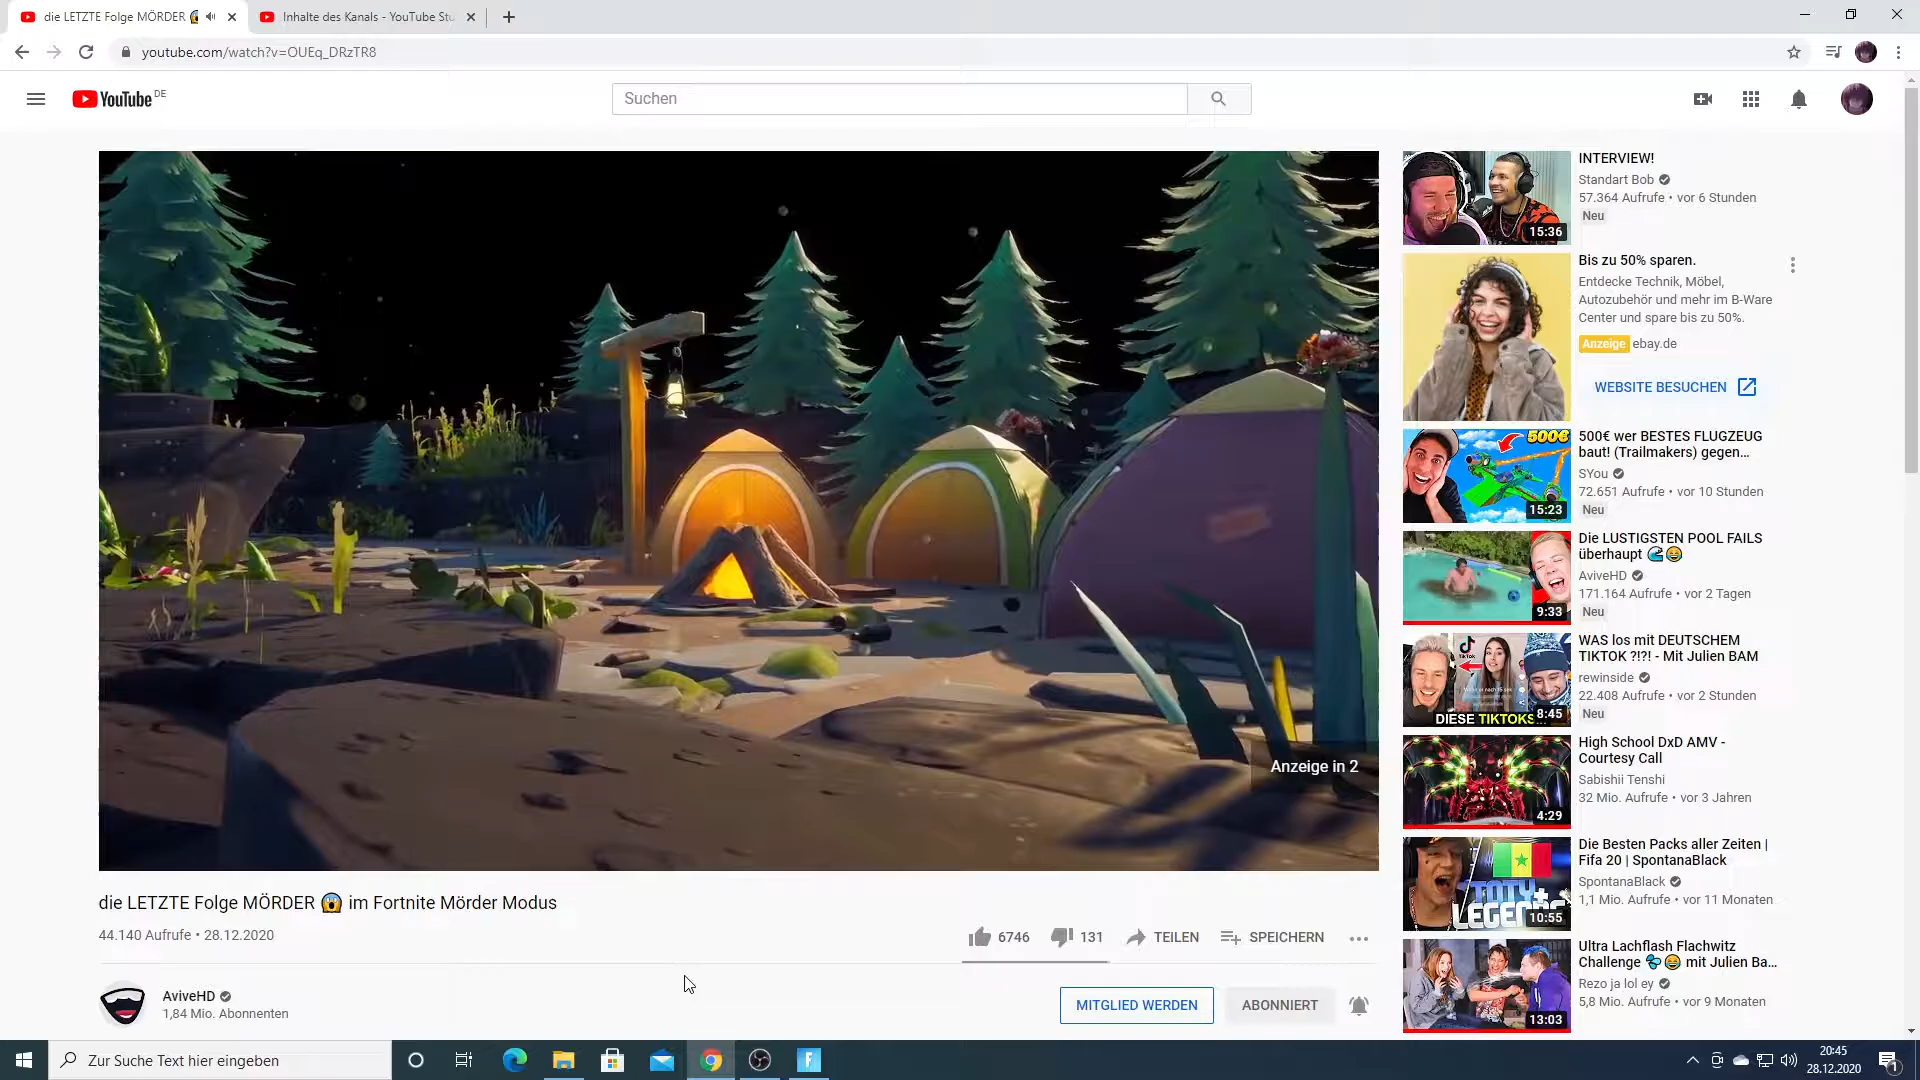 die LETZTE Folge MÖRDER 😱
Inhalte des Kanals - YouTube Stu
youtube.com/watch?v=OUEq_DRzTR8
YouTube DE
Suchen
Anzeige in 2
die LETZTE Folge MÖRDER 😱 im Fortnite Mörder Modus
44.140 Aufrufe • 28.12.2020
6746
131
TEILEN
SPEICHERN
AviveHD
1,84 Mio. Abonnenten
MITGLIED WERDEN
ABONNIERT
INTERVIEW!
Standart Bob
57.364 Aufrufe • vor 6 Stunden
Neu
15:36
Bis zu 50% sparen.
Entdecke Technik, Möbel,
Autozubehör und mehr im B-Ware
Center und spare bis zu 50%.
Anzeige ebay.de
WEBSITE BESUCHEN
500€
15:23
500€ wer BESTES FLUGZEUG
baut! (Trailmakers) gegen...
SYou
72.651 Aufrufe • vor 10 Stunden
Neu
9:33
Die LUSTIGSTEN POOL FAILS
überhaupt 🌊😂
AviveHD
171.164 Aufrufe • vor 2 Tagen
Neu
TikTok
DIESE TIKTOKS
8:45
WAS los mit DEUTSCHEM
TIKTOK ?!?! - Mit Julien BAM
rewinside
22.408 Aufrufe • vor 2 Stunden
Neu
4:29
High School DxD AMV -
Courtesy Call
Sabishii Tenshi
32 Mio. Aufrufe • vor 3 Jahren
TOTY+
LEGENDS
10:55
Die Besten Packs aller Zeiten |
Fifa 20 | SpontanaBlack
SpontanaBlack
1,1 Mio. Aufrufe • vor 11 Monaten
13:03
Ultra Lachflash Flachwitz
Challenge 💦😂 mit Julien Ba...
Rezo ja lol ey
5,8 Mio. Aufrufe • vor 9 Monaten
Zur Suche Text hier eingeben
20:45
28.12.2020
1